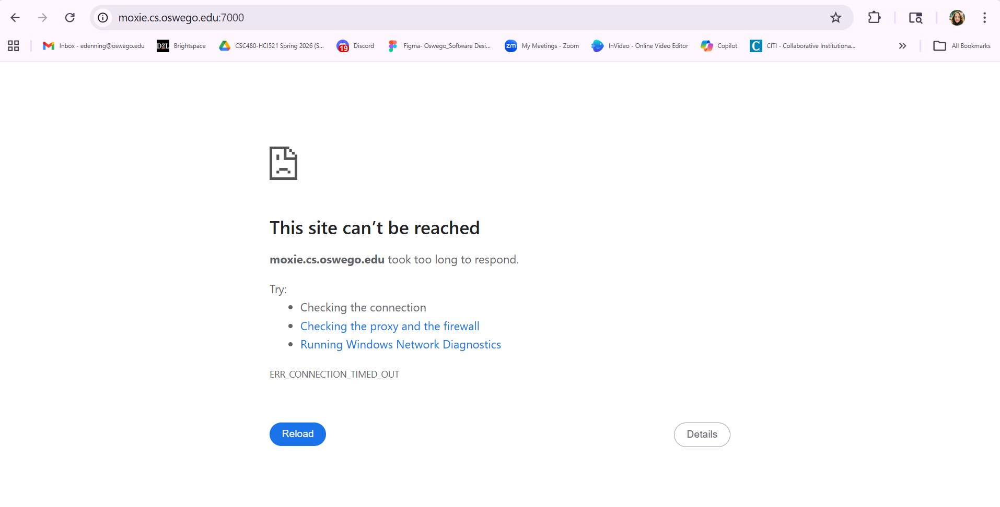 moxie.cs.oswego.edu:7000
Inbox - edenning@oswego.edu
D2L Brightspace
CSC480-HCI521 Spring 2026 (S...
19 Discord
Figma- Oswego_Software Desi...
zm My Meetings - Zoom
InVideo - Online Video Editor
Copilot
C CITI - Collaborative Institutiona...
All Bookmarks
This site can’t be reached
moxie.cs.oswego.edu took too long to respond.
Try:
Checking the connection
Checking the proxy and the firewall
Running Windows Network Diagnostics
ERR_CONNECTION_TIMED_OUT
Reload
Details